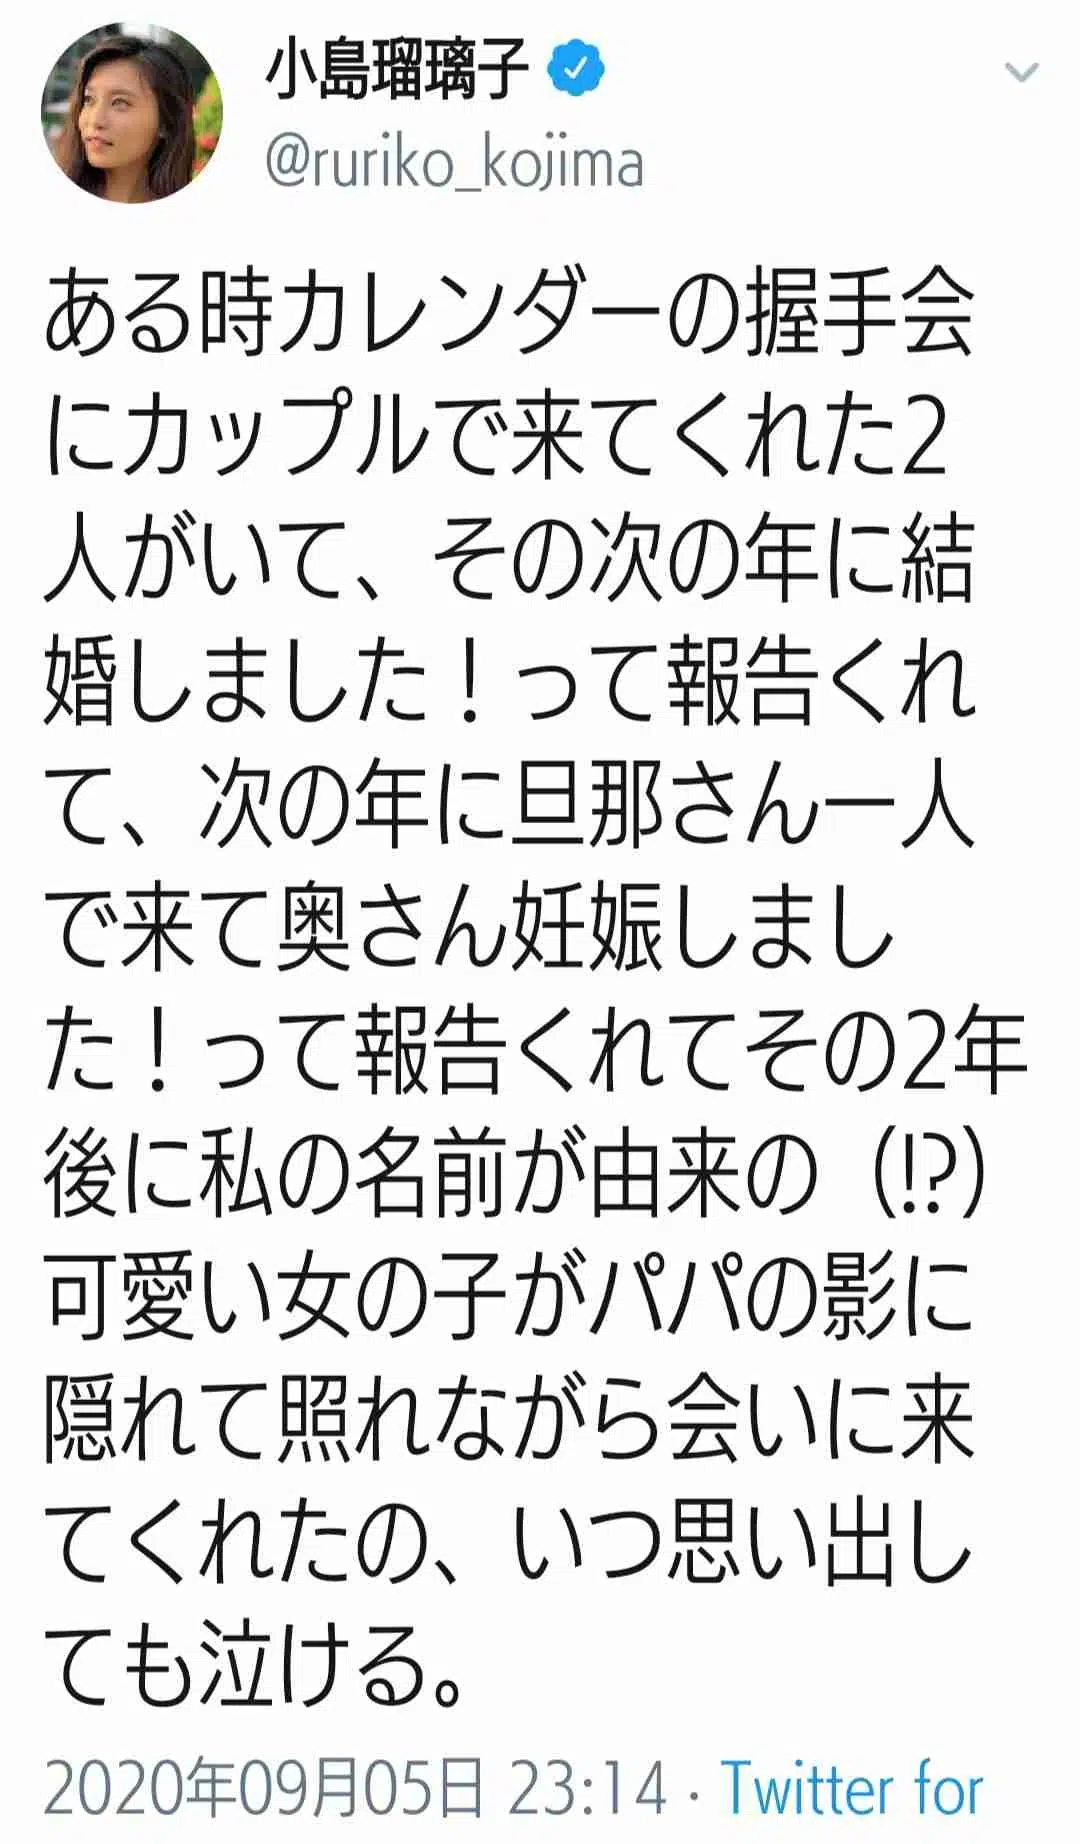 小島瑠璃子
@ruriko_kojima
ある時カレンダーの握手会
にカップルで来てくれた2
人がいて、その次の年に結
婚しました！って報告くれ
て、次の年に旦那さん一人
で来て奥さん妊娠しまし
た！って報告くれてその2年
後に私の名前が由来の（!?）
可愛い女の子がパパの影に
隠れて照れながら会いに来
てくれたの、いつ思い出し
ても泣ける。
2020年09月05日 23:14 · Twitter for